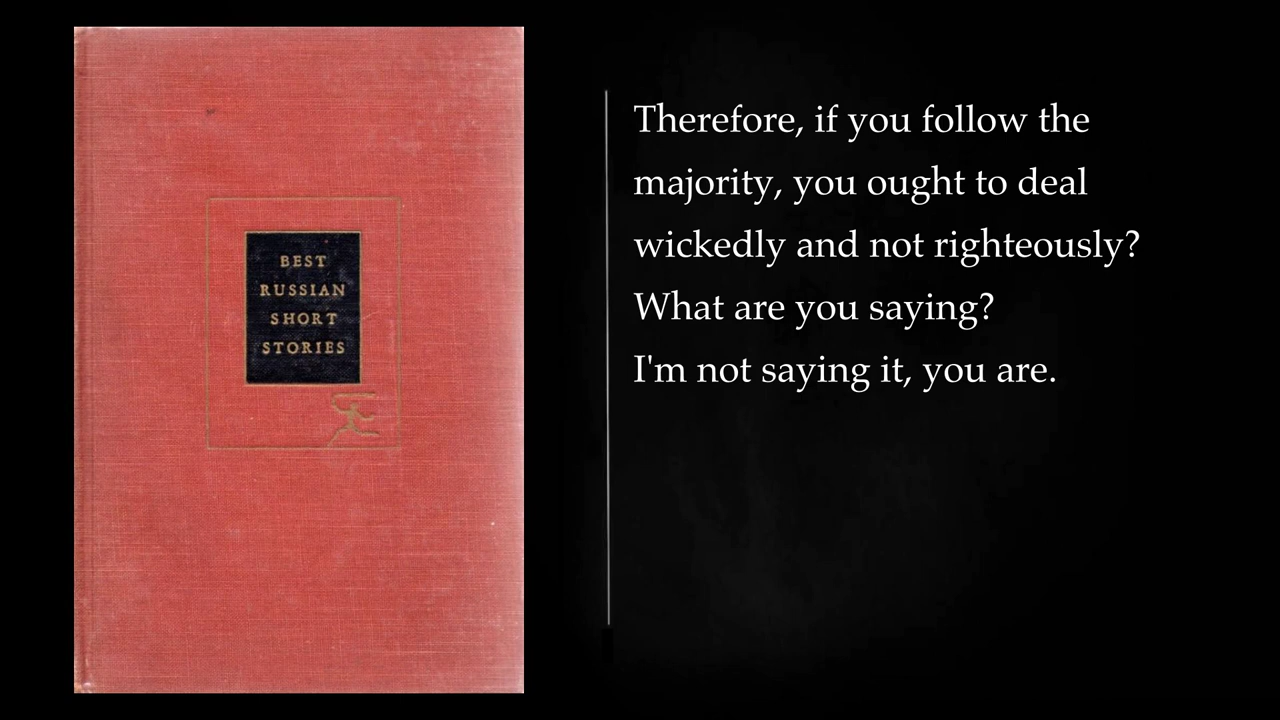 BEST
RUSSIAN
SHORT
STORIES
Therefore, if you follow the
majority, you ought to deal
wickedly and not righteously?
What are you saying?
I'm not saying it, you are.